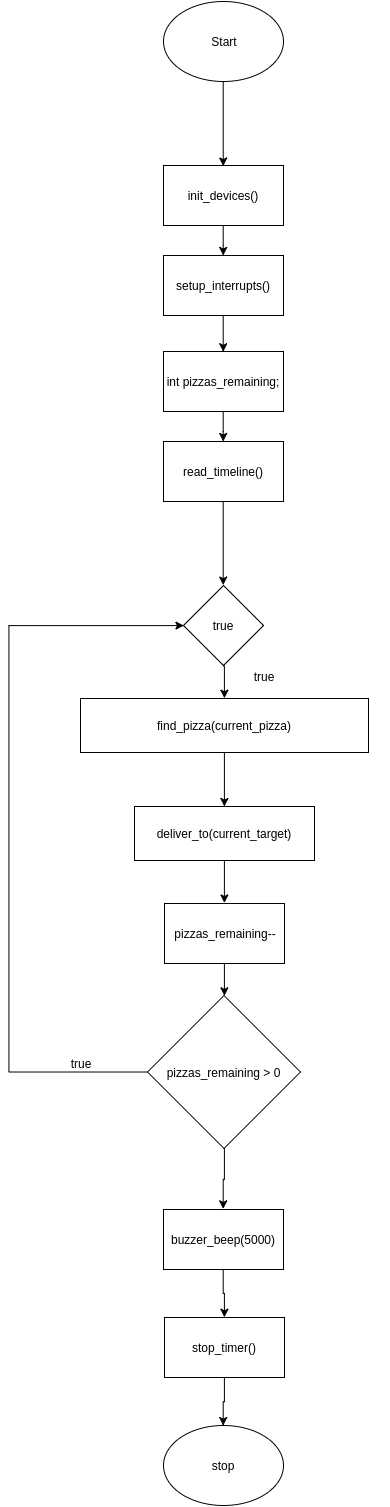 Start
init_devices()
setup_interrupts()
int pizzas_remaining;
read_timeline()
true
true
find_pizza(current_pizza)
deliver_to(current_target)
pizzas_remaining--
true
pizzas_remaining > 0
buzzer_beep(5000)
stop_timer()
stop